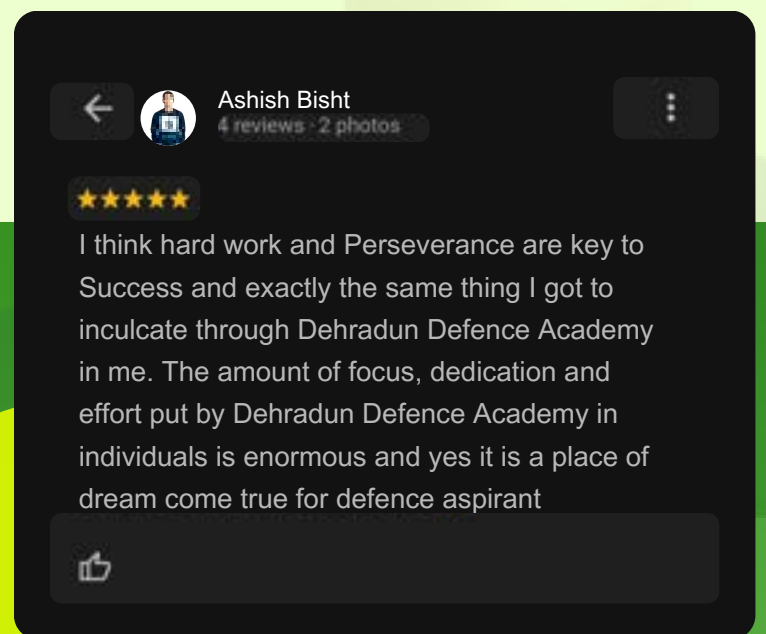 Ashish Bisht
4 reviews · 2 photos
I think hard work and Perseverance are key to
Success and exactly the same thing I got to
inculcate through Dehradun Defence Academy
in me. The amount of focus, dedication and
effort put by Dehradun Defence Academy in
individuals is enormous and yes it is a place of
dream come true for defence aspirant